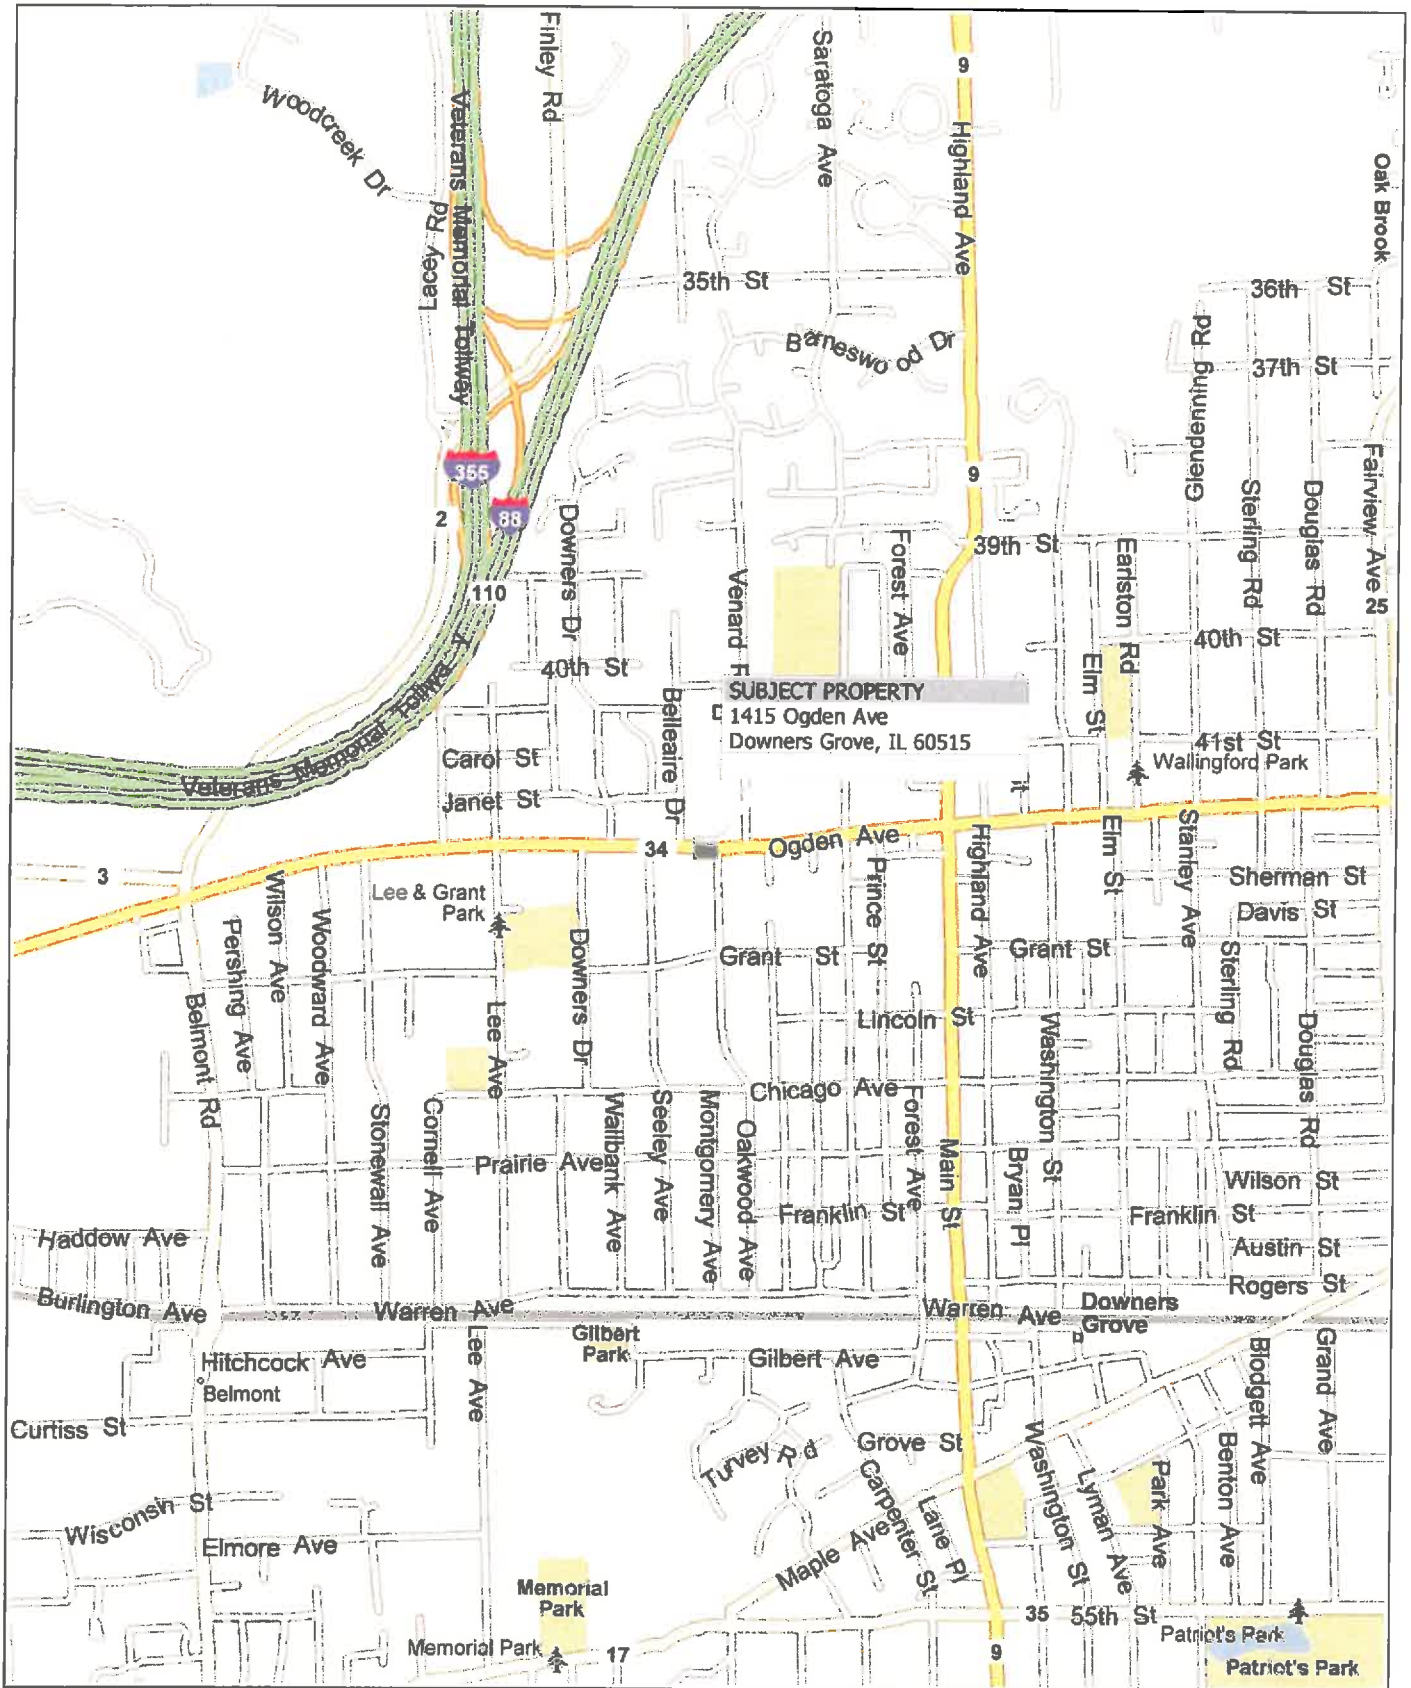 Finley Rd
Saratoga Ave
9
Highland Ave
Woodcreek Dr
Veterans Memorial Tollway
Lacey Rd
Oak Brook
35th St
36th St
Barneswood Dr
Glendenning Rd
37th St
355
88
2
9
Downers Dr
39th St
Forest Ave
Earlston Rd
Sterling Rd
Douglas Rd
Fairview Ave
25
110
Venard
40th St
40th St
Elm St
Belleaire Dr
SUBJECT PROPERTY
1415 Ogden Ave
Downers Grove, IL 60515
Veterans Memorial Tollway
Carol St
Janet St
41st St
Wallingford Park
34
Ogden Ave
3
Lee & Grant
Park
Prince St
Highland Ave
Elm St
Stanley Ave
Sherman St
Davis St
Wilson Ave
Woodward Ave
Pershing Ave
Belmont Rd
Downers Dr
Lee Ave
Grant St
Grant St
Sterling Rd
Lincoln St
Washington St
Douglas Rd
Chicago Ave
Forest Ave
Stonewall Ave
Cornell Ave
Prairie Ave
Wallbank Ave
Seeley Ave
Montgomery Ave
Oakwood Ave
Main St
Bryan Pl
Wilson St
Franklin St
Franklin St
Austin St
Haddow Ave
Burlington Ave
Warren Ave
Warren Ave
Rogers St
Downers
Grove
Gilbert
Park
Gilbert Ave
Hitchcock Ave
Belmont
Lee Ave
Blodgett Ave
Grand Ave
Curtiss St
Turvey Rd
Grove St
Carpenter St
Lane Pl
Washington St
Lyman Ave
Park Ave
Benton Ave
Wisconsin St
Elmore Ave
Maple Ave
Memorial
Park
35
55th St
Memorial Park
17
9
Patriot's Park
Patriot's Park